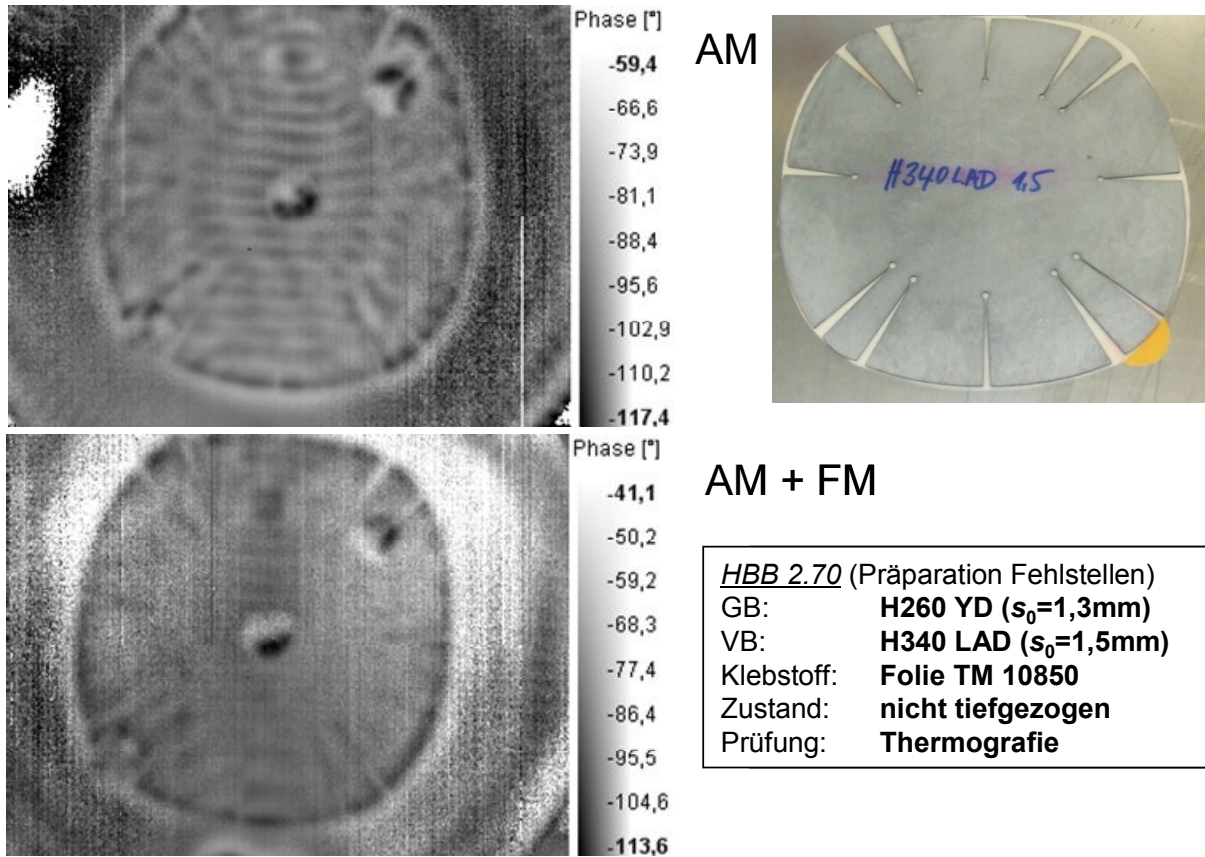 Phase [°]
-59,4
-66,6
-73,9
-81,1
-88,4
-95,6
-102,9
-110,2
-117,4
AM
H340 LAD 1,5
Phase [°]
-41,1
-50,2
-59,2
-68,3
-77,4
-86,4
-95,5
-104,6
-113,6
AM + FM
HBB 2.70 (Präparation Fehlstellen)
GB: H260 YD (s₀=1,3mm)
VB: H340 LAD (s₀=1,5mm)
Klebstoff: Folie TM 10850
Zustand: nicht tiefgezogen
Prüfung: Thermografie